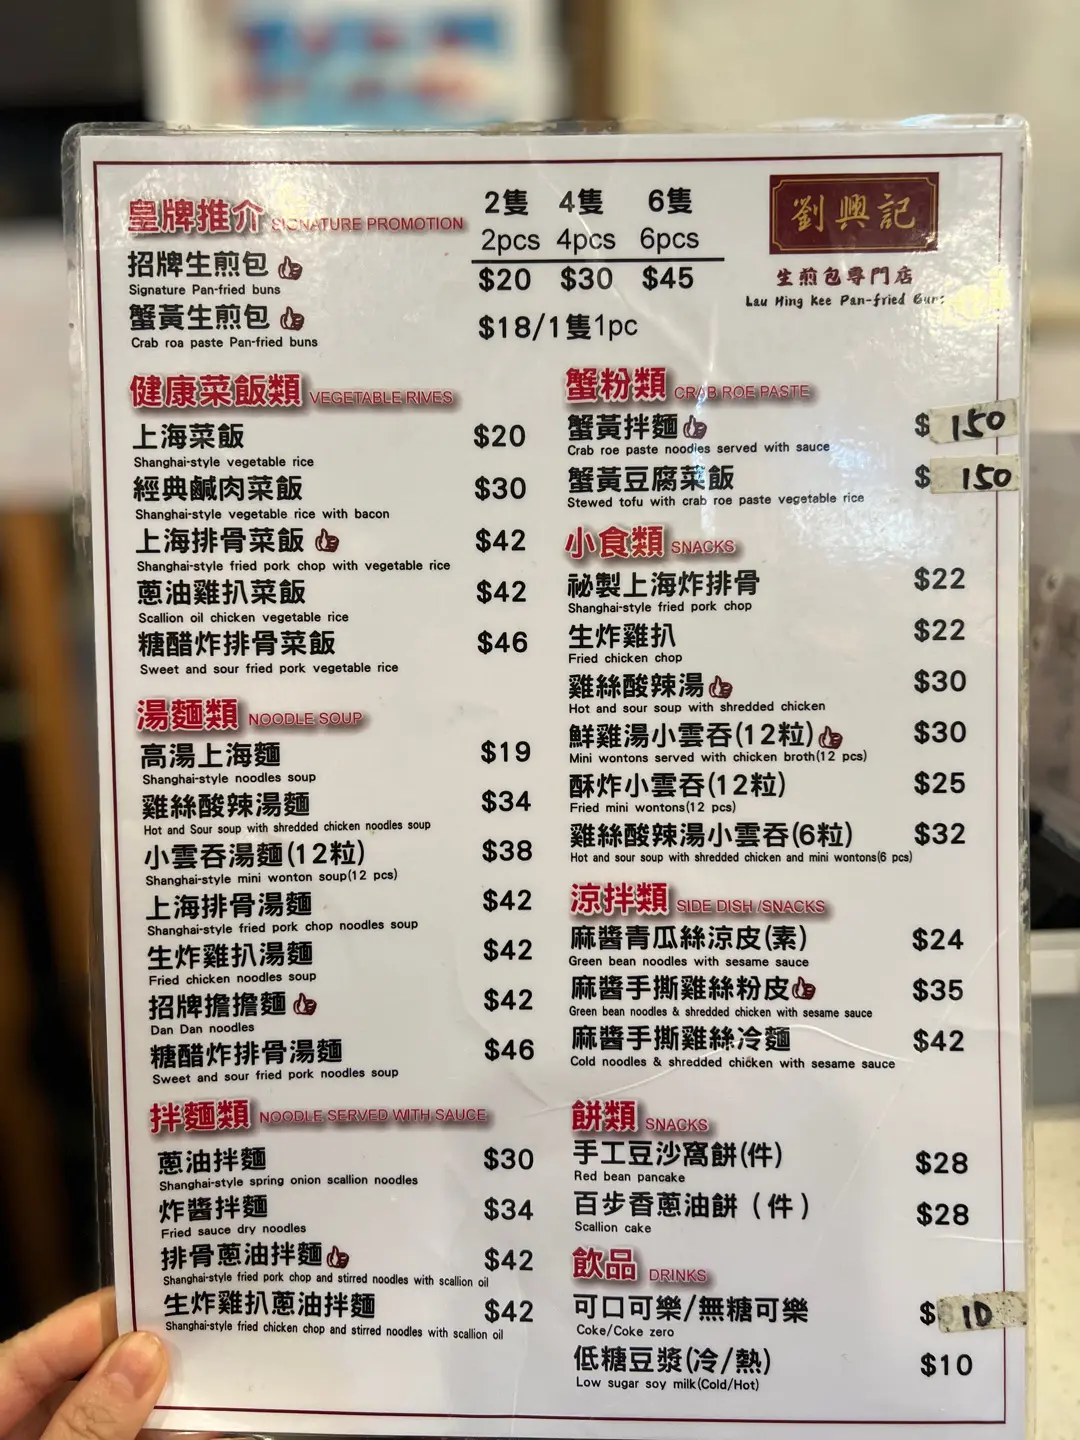 皇牌推介 SIGNATURE PROMOTION
2隻 4隻 6隻
2pcs 4pcs 6pcs
招牌生煎包 $20 $30 $45
Signature Pan-fried buns
蟹黃生煎包 $18/1隻1pc
Crab roa paste Pan-fried buns
劉興記
生煎包專門店
Lau Hing Kee Pan-fried Buns
健康菜飯類 VEGETABLE RIVES
上海菜飯 $20
Shanghai-style vegetable rice
經典鹹肉菜飯 $30
Shanghai-style vegetable rice with bacon
上海排骨菜飯 $42
Shanghai-style fried pork chop with vegetable rice
蔥油雞扒菜飯 $42
Scallion oil chicken vegetable rice
糖醋炸排骨菜飯 $46
Sweet and sour fried pork vegetable rice
湯麵類 NOODLE SOUP
高湯上海麵 $19
Shanghai-style noodles soup
雞絲酸辣湯麵 $34
Hot and Sour soup with shredded chicken noodles soup
小雲吞湯麵(12粒) $38
Shanghai-style mini wonton soup(12 pcs)
上海排骨湯麵 $42
Shanghai-style fried pork chop noodles soup
生炸雞扒湯麵 $42
Fried chicken noodles soup
招牌擔擔麵 $42
Dan Dan noodles
糖醋炸排骨湯麵 $46
Sweet and sour fried pork noodles soup
拌麵類 NOODLE SERVED WITH SAUCE
蔥油拌麵 $30
Shanghai-style spring onion scallion noodles
炸醬拌麵 $34
Fried sauce dry noodles
排骨蔥油拌麵 $42
Shanghai-style fried pork chop and stirred noodles with scallion oil
生炸雞扒蔥油拌麵 $42
Shanghai-style fried chicken chop and stirred noodles with scallion oil
蟹粉類 CRAB ROE PASTE
蟹黃拌麵 $150
Crab roe paste noodles served with sauce
蟹黃豆腐菜飯 $150
Stewed tofu with crab roe paste vegetable rice
小食類 SNACKS
祕製上海炸排骨 $22
Shanghai-style fried pork chop
生炸雞扒 $22
Fried chicken chop
雞絲酸辣湯 $30
Hot and sour soup with shredded chicken
鮮雞湯小雲吞(12粒) $30
Mini wontons served with chicken broth(12 pcs)
酥炸小雲吞(12粒) $25
Fried mini wontons(12 pcs)
雞絲酸辣湯小雲吞(6粒) $32
Hot and sour soup with shredded chicken and mini wontons(6 pcs)
涼拌類 SIDE DISH /SNACKS
麻醬青瓜絲涼皮(素) $24
Green bean noodles with sesame sauce
麻醬手撕雞絲粉皮 $35
Green bean noodles & shredded chicken with sesame sauce
麻醬手撕雞絲冷麵 $42
Cold noodles & shredded chicken with sesame sauce
餅類 SNACKS
手工豆沙窩餅(件) $28
Red bean pancake
百步香蔥油餅(件) $28
Scallion cake
飲品 DRINKS
可口可樂/無糖可樂 $10
Coke/Coke zero
低糖豆漿(冷/熱) $10
Low sugar soy milk(Cold/Hot)